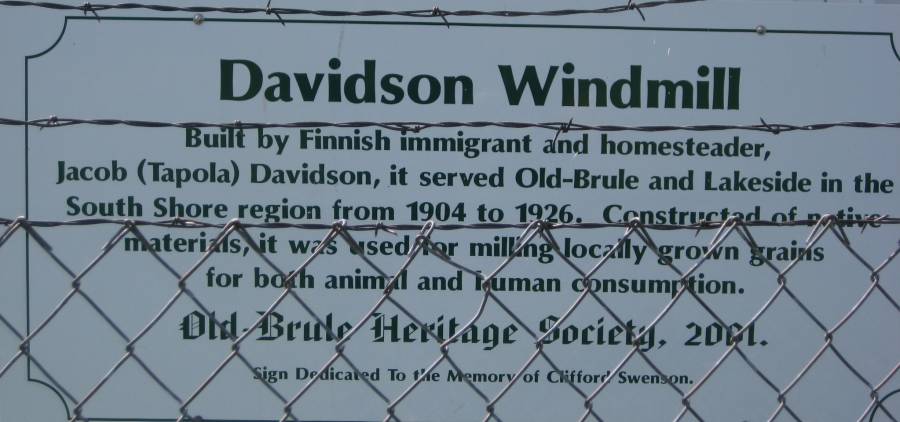 Davidson Windmill
Built by Finnish immigrant and homesteader,
Jacob (Tapola) Davidson, it served Old-Brule and Lakeside in the
South Shore region from 1904 to 1926. Constructed of native
materials, it was used for milling locally grown grains
for both animal and human consumption.
Old-Brule Heritage Society, 2001.
Sign Dedicated To the Memory of Clifford Swenson.